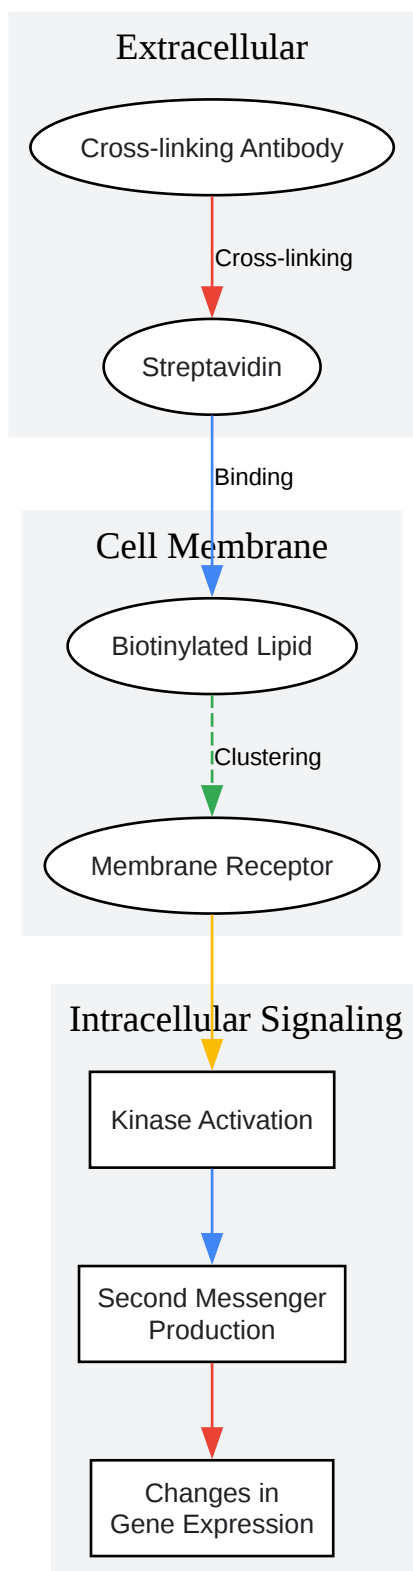 Extracellular
Cross-linking Antibody
Cross-linking
Streptavidin
Binding
Cell Membrane
Biotinylated Lipid
Clustering
Membrane Receptor
Intracellular Signaling
Kinase Activation
Second Messenger
Production
Changes in
Gene Expression